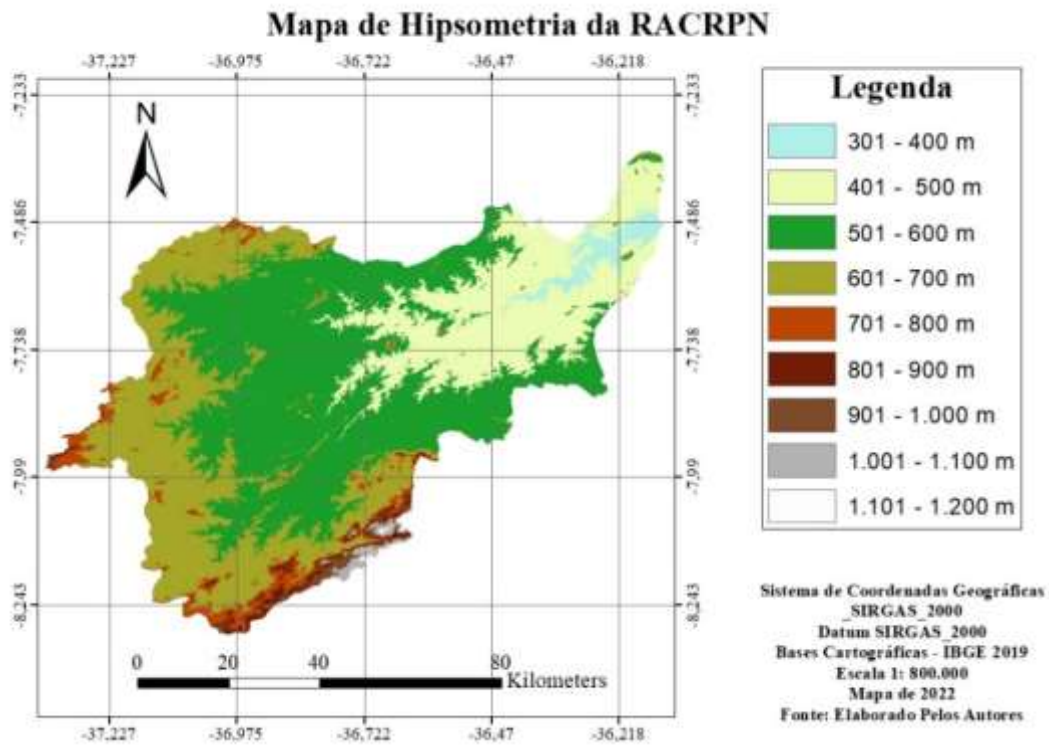 Mapa de Hipsometria da RACRPN
-37,227 -36,975 -36,722 -36,47 -36,218
-7,233
-7,486
-7,738
-7,99
-8,243
N
-7,233
-7,486
-7,738
-7,99
-8,243
0 20 40 80
Kilometers
-37,227 -36,975 -36,722 -36,47 -36,218
Legenda
301 - 400 m
401 - 500 m
501 - 600 m
601 - 700 m
701 - 800 m
801 - 900 m
901 - 1.000 m
1.001 - 1.100 m
1.101 - 1.200 m
Sistema de Coordenadas Geográficas
_SIRGAS_2000
Datum SIRGAS_2000
Bases Cartográficas - IBGE 2019
Escala 1: 800.000
Mapa de 2022
Fonte: Elaborado Pelos Autores